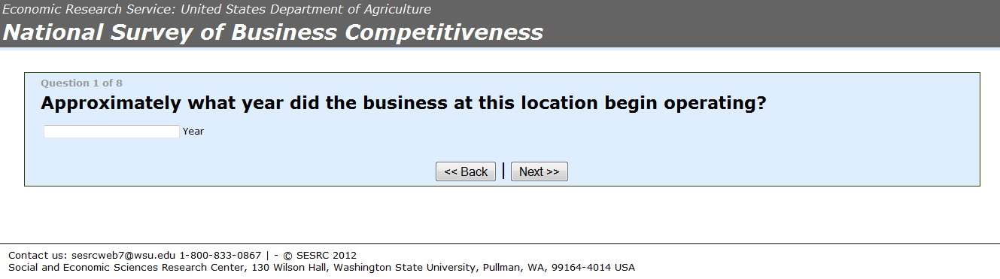 Economic Research Service: United States Department of Agriculture
National Survey of Business Competitiveness
Question 1 of 8
Approximately what year did the business at this location begin operating?
Year
<< Back | Next >>
Contact us: sesrcweb7@wsu.edu 1-800-833-0867 | - © SESRC 2012
Social and Economic Sciences Research Center, 130 Wilson Hall, Washington State University, Pullman, WA, 99164-4014 USA